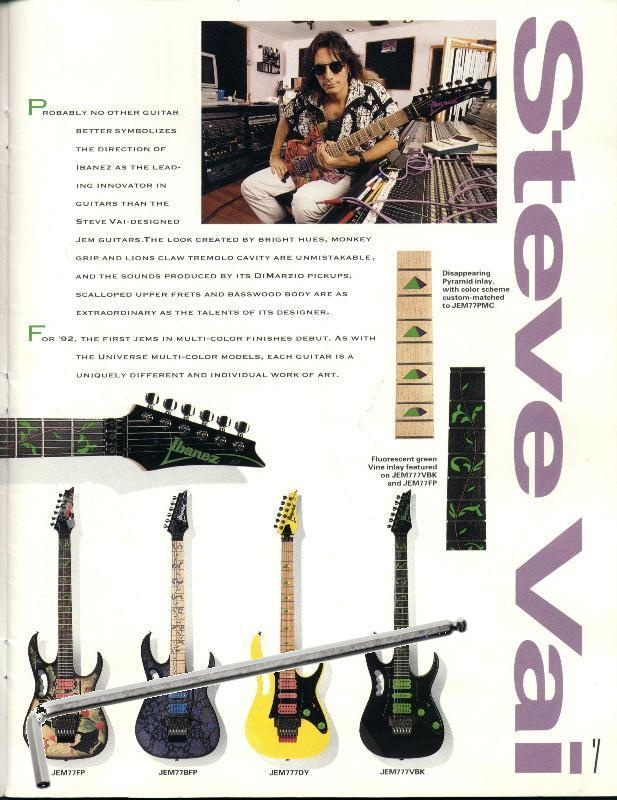 Steve Vai
PROBABLY NO OTHER GUITAR
BETTER SYMBOLIZES
THE DIRECTION OF
IBANEZ AS THE LEAD-
ING INNOVATOR IN
GUITARS THAN THE
STEVE VAI-DESIGNED
JEM GUITARS.THE LOOK CREATED BY BRIGHT HUES, MONKEY
GRIP AND LIONS CLAW TREMOLO CAVITY ARE UNMISTAKABLE,
AND THE SOUNDS PRODUCED BY ITS DIMARZIO PICKUPS,
SCALLOPED UPPER FRETS AND BASSWOOD BODY ARE AS
EXTRAORDINARY AS THE TALENTS OF ITS DESIGNER.
FOR '92, THE FIRST JEMS IN MULTI-COLOR FINISHES DEBUT. AS WITH
THE UNIVERSE MULTI-COLOR MODELS, EACH GUITAR IS A
UNIQUELY DIFFERENT AND INDIVIDUAL WORK OF ART.
Disappearing
Pyramid inlay,
with color scheme
custom-matched
to JEM77PMC
Ibanez
Fluorescent green
Vine inlay featured
on JEM777VBK
and JEM77FP
JEM77FP
JEM77BFP
JEM777DY
JEM777VBK